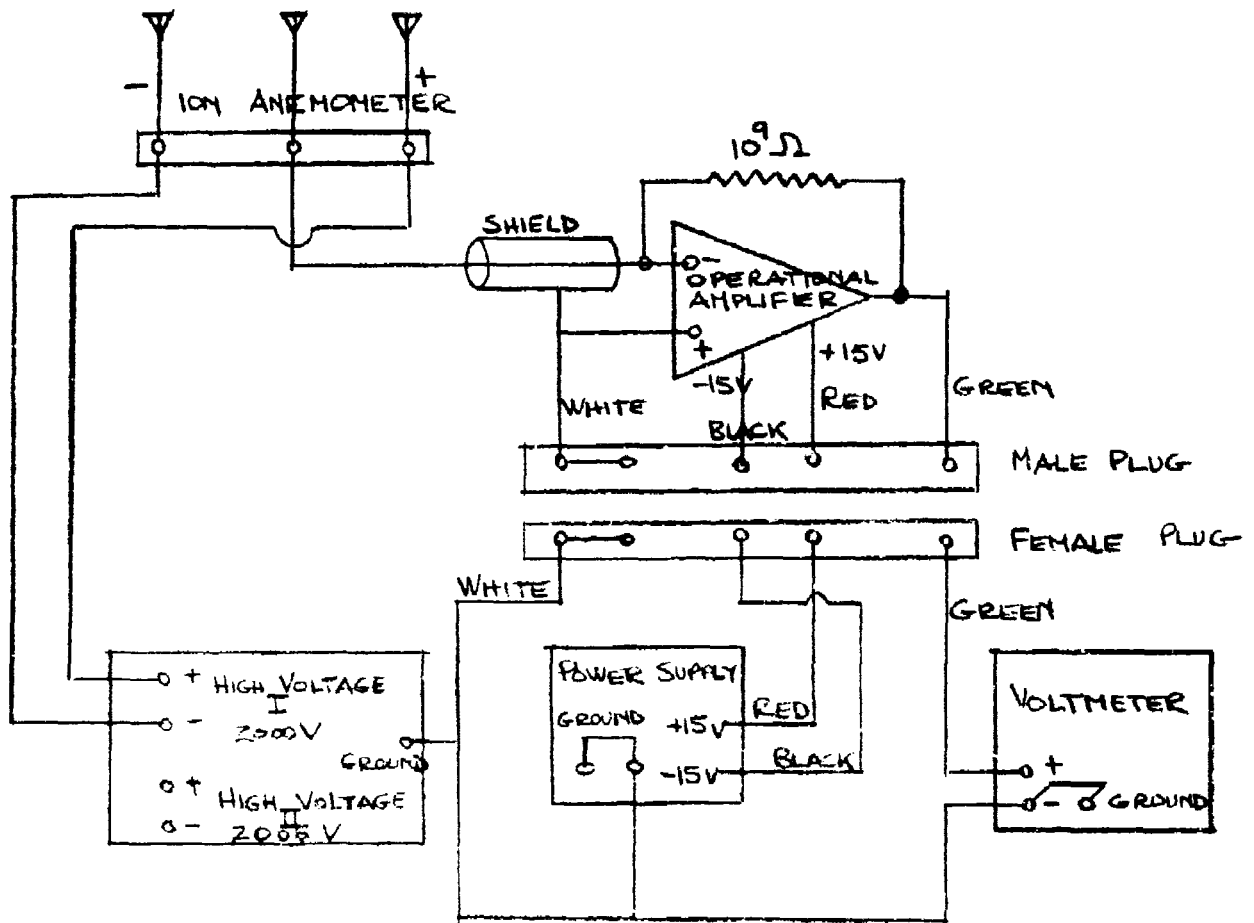 - +
ION ANEMOMETER
10⁹Ω
SHIELD
-
OPERATIONAL
AMPLIFIER
+
-15V
+15V
WHITE
BLACK
RED
GREEN
MALE PLUG
FEMALE PLUG
WHITE
GREEN
+ HIGH VOLTAGE
- I
2000V
GROUND
+ HIGH VOLTAGE
- II
2000V
POWER SUPPLY
GROUND
+15V
RED
-15V
BLACK
VOLTMETER
+
- GROUND